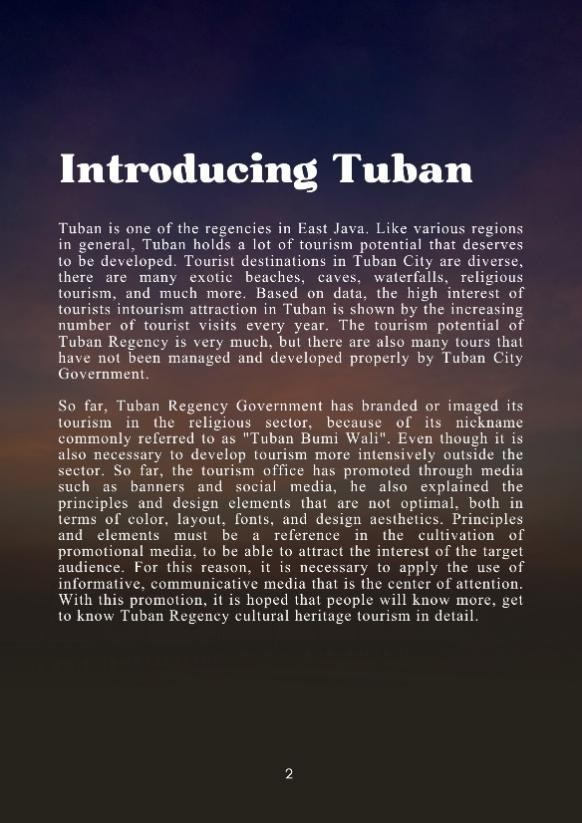 Introducing Tuban
Tuban is one of the regencies in East Java. Like various regions
in general, Tuban holds a lot of tourism potential that deserves
to be developed. Tourist destinations in Tuban City are diverse,
there are many exotic beaches, caves, waterfalls, religious
tourism, and much more. Based on data, the high interest of
tourists intourism attraction in Tuban is shown by the increasing
number of tourist visits every year. The tourism potential of
Tuban Regency is very much, but there are also many tours that
have not been managed and developed properly by Tuban City
Government.
So far, Tuban Regency Government has branded or imaged its
tourism in the religious sector, because of its nickname
commonly referred to as "Tuban Bumi Wali". Even though it is
also necessary to develop tourism more intensively outside the
sector. So far, the tourism office has promoted through media
such as banners and social media, he also explained the
principles and design elements that are not optimal, both in
terms of color, layout, fonts, and design aesthetics. Principles
and elements must be a reference in the cultivation of
promotional media, to be able to attract the interest of the target
audience. For this reason, it is necessary to apply the use of
informative, communicative media that is the center of attention.
With this promotion, it is hoped that people will know more, get
to know Tuban Regency cultural heritage tourism in detail.
2